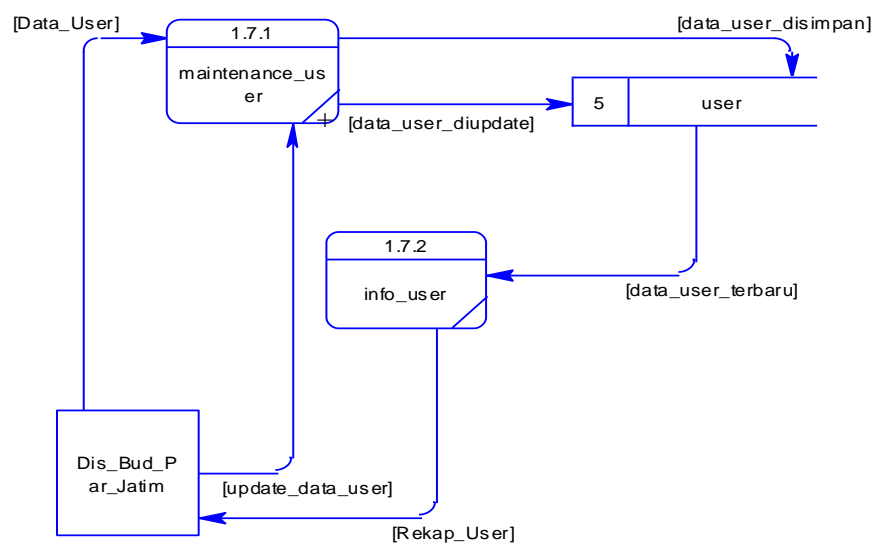 [Data_User]
1.7.1
[data_user_disimpan]
maintenance_us
er
5
user
[data_user_diupdate]
1.7.2
info_user
[data_user_terbaru]
Dis_Bud_P
ar_Jatim
[update_data_user]
[Rekap_User]